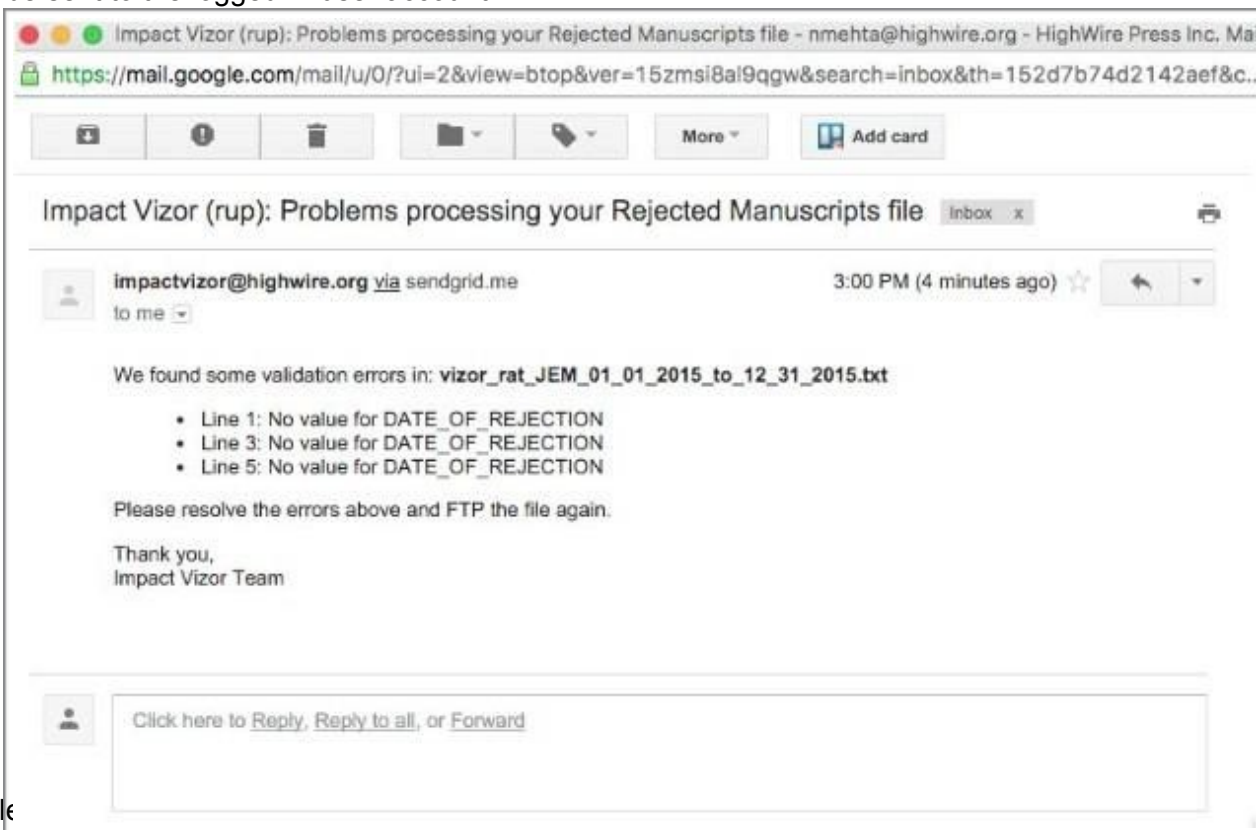 Impact Vizor (rup): Problems processing your Rejected Manuscripts file - nmehta@highwire.org - HighWire Press Inc. Mai
https://mail.google.com/mail/u/0/?ui=2&view=btop&ver=15zmsi8al9qgw&search=inbox&th=152d7b74d2142aef&c...
More
Add card
Impact Vizor (rup): Problems processing your Rejected Manuscripts file Inbox x
impactvizor@highwire.org via sendgrid.me 3:00 PM (4 minutes ago)
to me
We found some validation errors in: vizor_rat_JEM_01_01_2015_to_12_31_2015.txt
• Line 1: No value for DATE_OF_REJECTION
• Line 3: No value for DATE_OF_REJECTION
• Line 5: No value for DATE_OF_REJECTION
Please resolve the errors above and FTP the file again.
Thank you,
Impact Vizor Team
Click here to Reply, Reply to all, or Forward